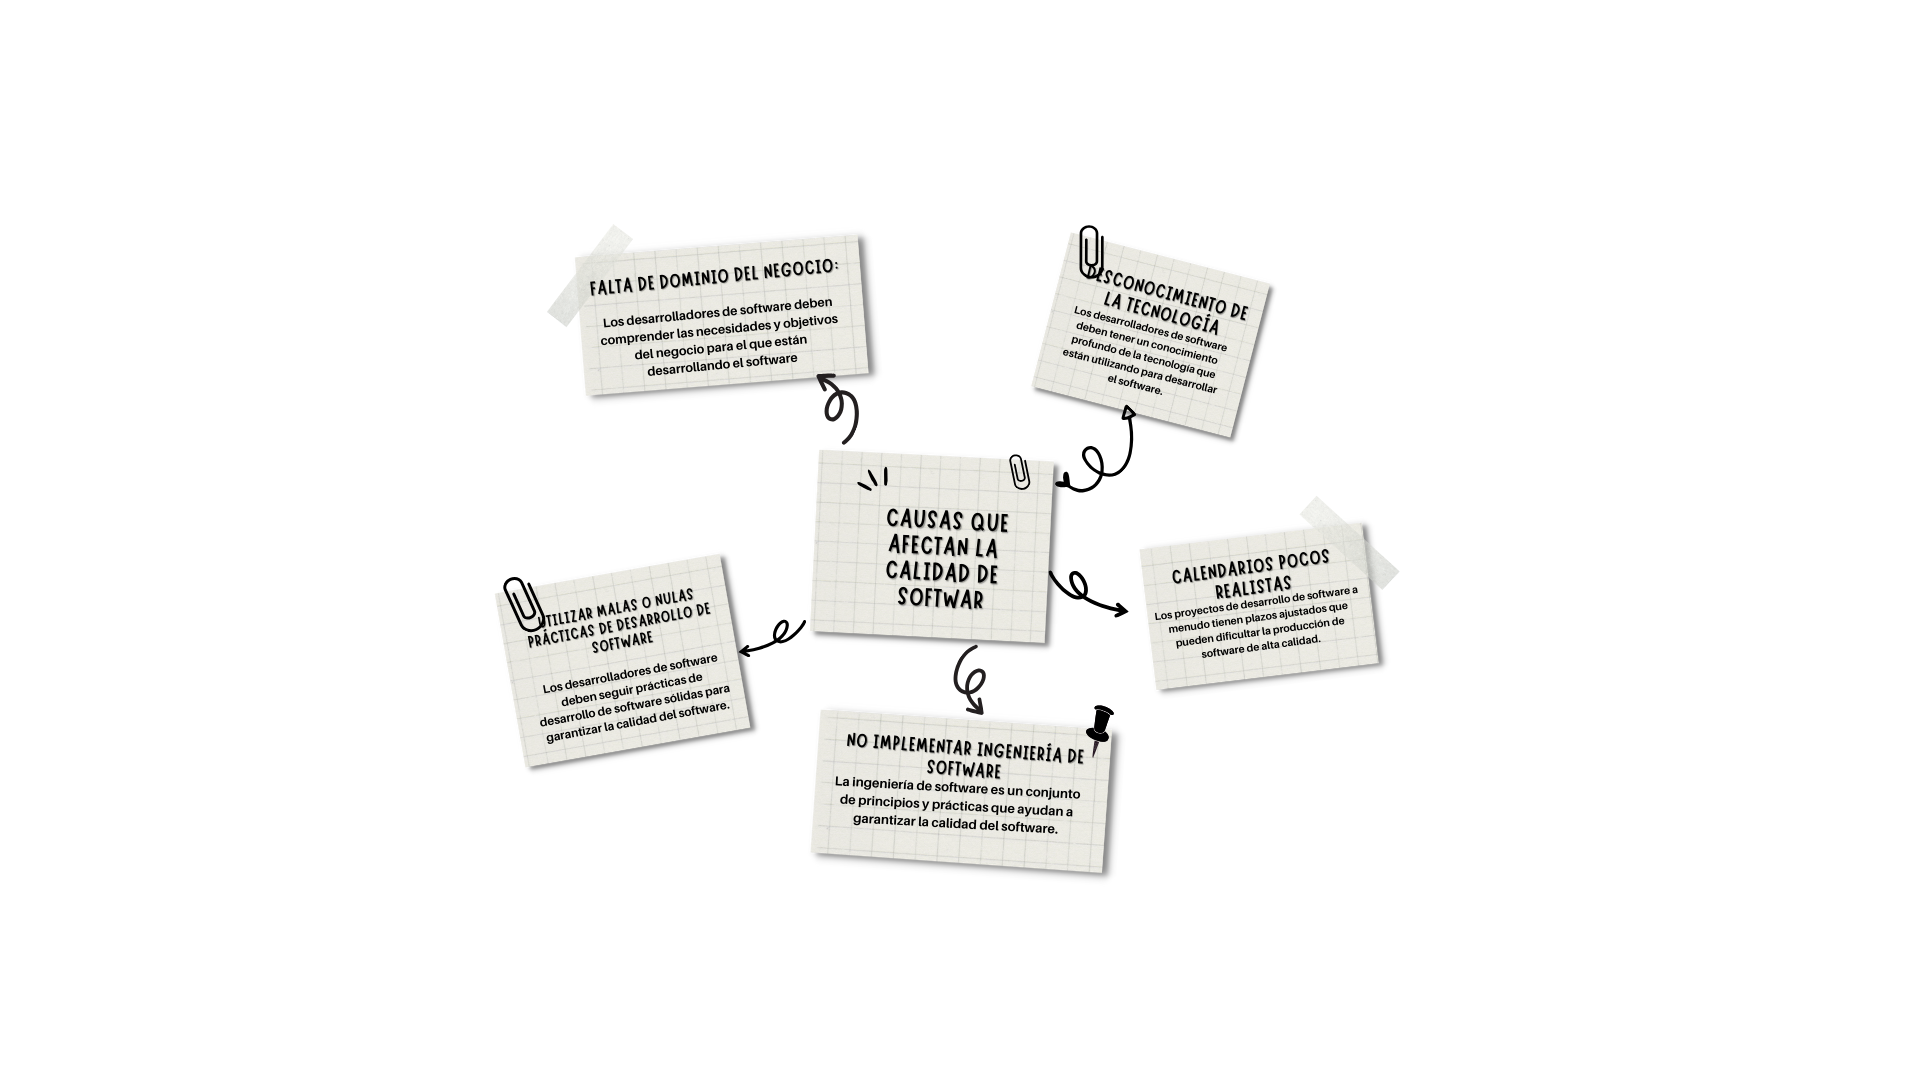 FALTA DE DOMINIO DEL NEGOCIO:
Los desarrolladores de software deben
comprender las necesidades y objetivos
del negocio para el que están
desarrollando el software
DESCONOCIMIENTO DE
LA TECNOLOGÍA
Los desarrolladores de software
deben tener un conocimiento
profundo de la tecnología que
están utilizando para desarrollar
el software.
CAUSAS QUE
AFECTAN LA
CALIDAD DE
SOFTWAR
CALENDARIOS POCOS
REALISTAS
Los proyectos de desarrollo de software a
menudo tienen plazos ajustados que
pueden dificultar la producción de
software de alta calidad.
UTILIZAR MALAS O NULAS
PRÁCTICAS DE DESARROLLO DE
SOFTWARE
Los desarrolladores de software
deben seguir prácticas de
desarrollo de software sólidas para
garantizar la calidad del software.
NO IMPLEMENTAR INGENIERÍA DE
SOFTWARE
La ingeniería de software es un conjunto
de principios y prácticas que ayudan a
garantizar la calidad del software.